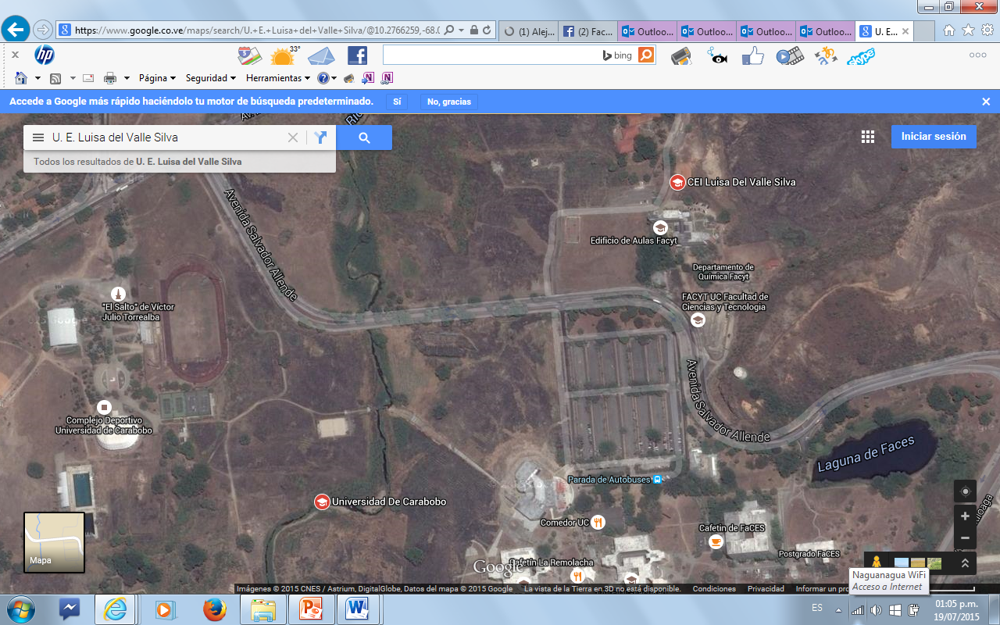 https://www.google.co.ve/maps/search/U.+E.+Luisa+del+Valle+Silva/@10.2766259,-68.0
(1) Alej...
(2) Fac...
Outloo...
Outloo...
Outloo...
Outloo...
U. E...
hp
33°
bing
skype
Página
Seguridad
Herramientas
Accede a Google más rápido haciéndolo tu motor de búsqueda predeterminado.
Sí
No, gracias
U. E. Luisa del Valle Silva
Iniciar sesión
Todos los resultados de U. E. Luisa del Valle Silva
CEI Luisa Del Valle Silva
Avenida Salvador Allende
Edificio de Aulas Facyt
Departamento de
Química Facyt
"El Salto" de Víctor
Julio Torrealba
FACYT UC Facultad de
Ciencias y Tecnología
Avenida Salvador Allende
Complejo Deportivo
Universidad de Carabobo
Laguna de Faces
Parada de Autobuses
Universidad De Carabobo
Comedor UC
Cafetin de FaCES
Postgrado FaCES
Cafetín La Remolacha
Mapa
Google
Imágenes © 2015 CNES / Astrium, DigitalGlobe, Datos del mapa © 2015 Google
La vista de la Tierra en 3D no está disponible.
Condiciones
Privacidad
Informar un pro
Naguanagua WiFi
Acceso a Internet
ES
01:05 p.m.
19/07/2015